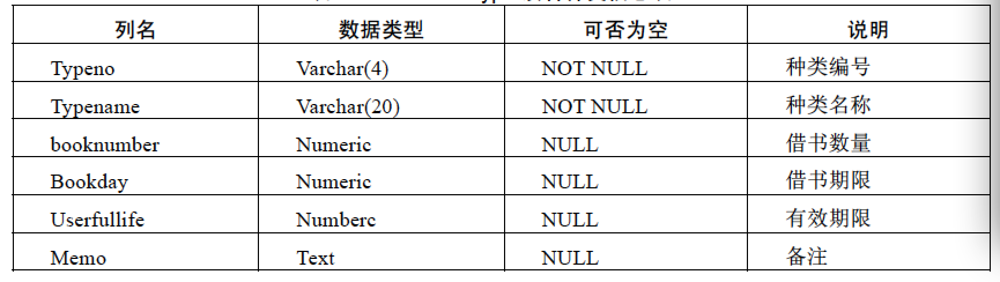 列名 数据类型 可否为空 说明
Typeno Varchar(4) NOT NULL 种类编号
Typename Varchar(20) NOT NULL 种类名称
booknumber Numeric NULL 借书数量
Bookday Numeric NULL 借书期限
Userfullife Numberc NULL 有效期限
Memo Text NULL 备注